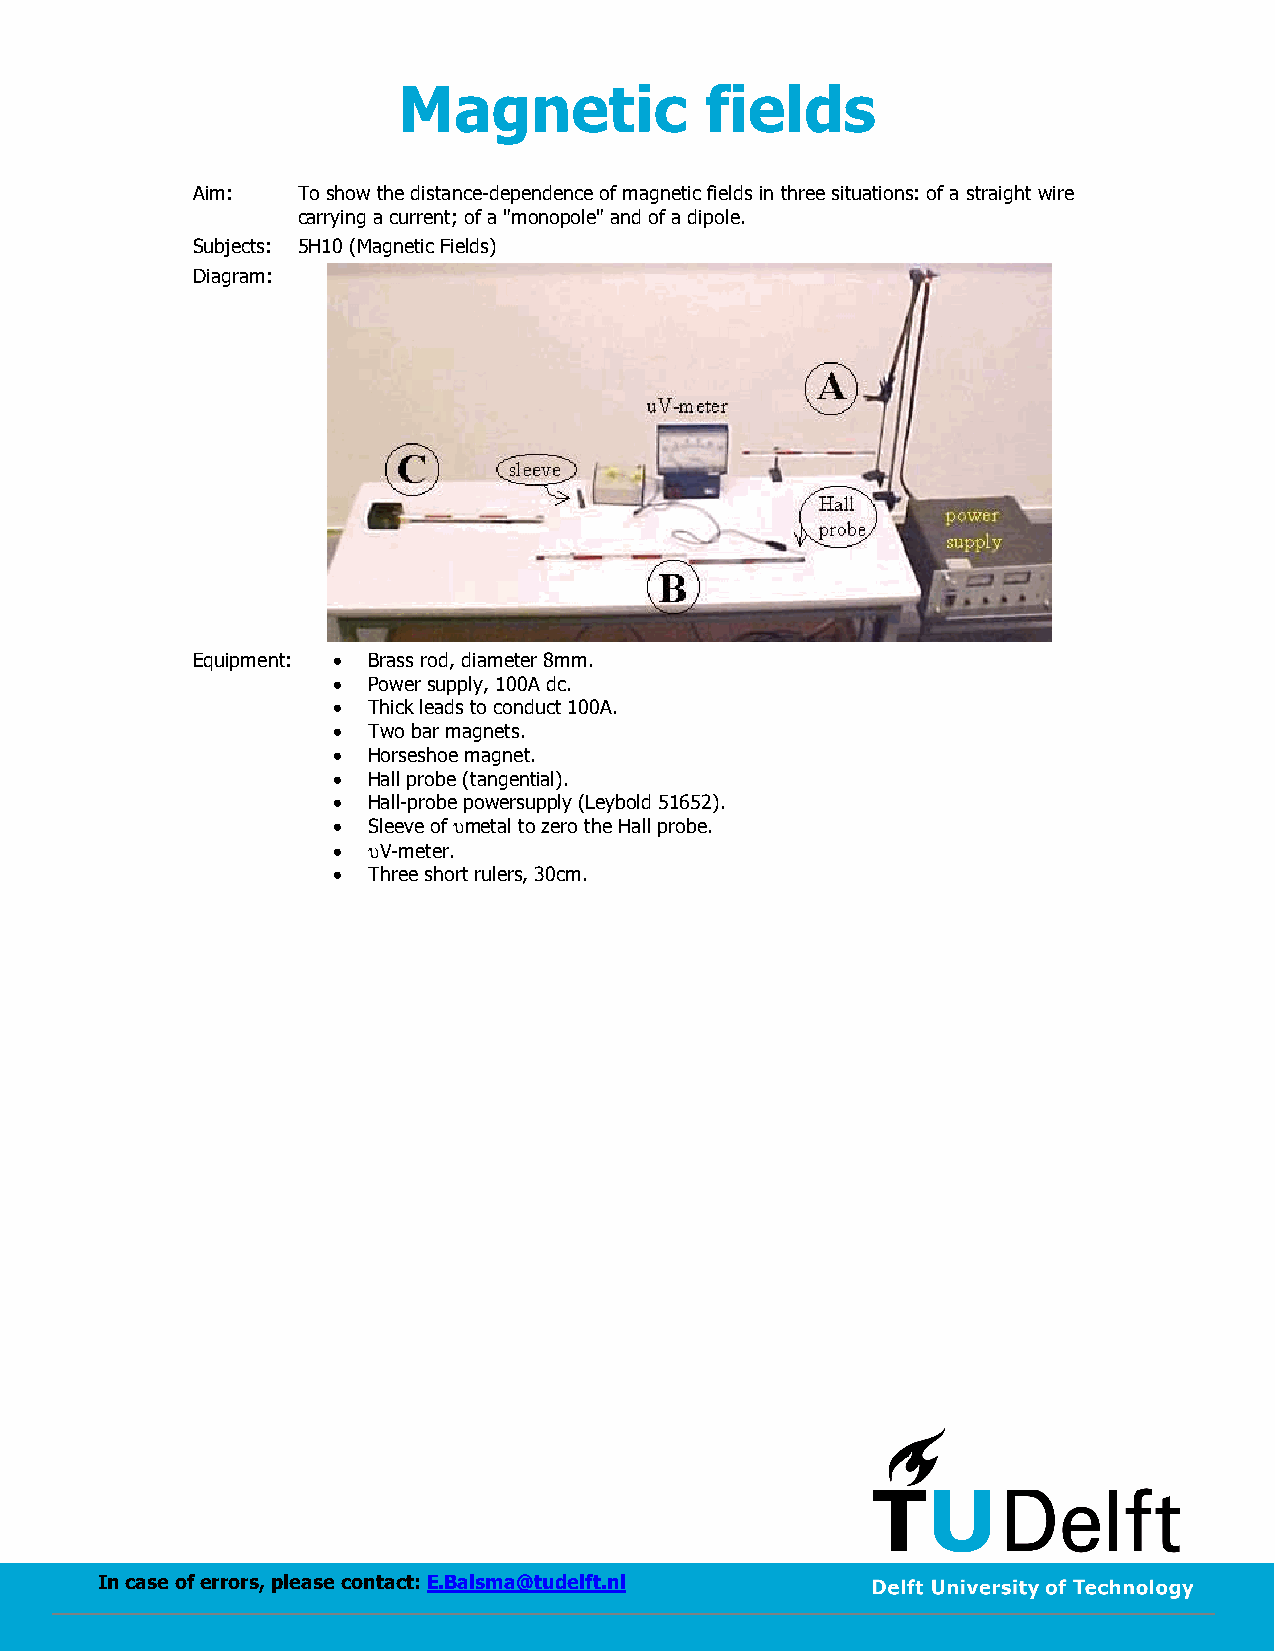 Magnetic fields
Aim: To show the distance-dependence of magnetic fields in three situations: of a straight wire
carrying a current; of a "monopole" and of a dipole.
Subjects: 5H10 (Magnetic Fields)
Diagram:
A
uV-meter
C
sleeve
Hall
probe
power
supply
B
Equipment: • Brass rod, diameter 8mm.
• Power supply, 100A dc.
• Thick leads to conduct 100A.
• Two bar magnets.
• Horseshoe magnet.
• Hall probe (tangential).
• Hall-probe powersupply (Leybold 51652).
• Sleeve of υmetal to zero the Hall probe.
• υV-meter.
• Three short rulers, 30cm.
TUDelft
In case of errors, please contact: E.Balsma@tudelft.nl
Delft University of Technology